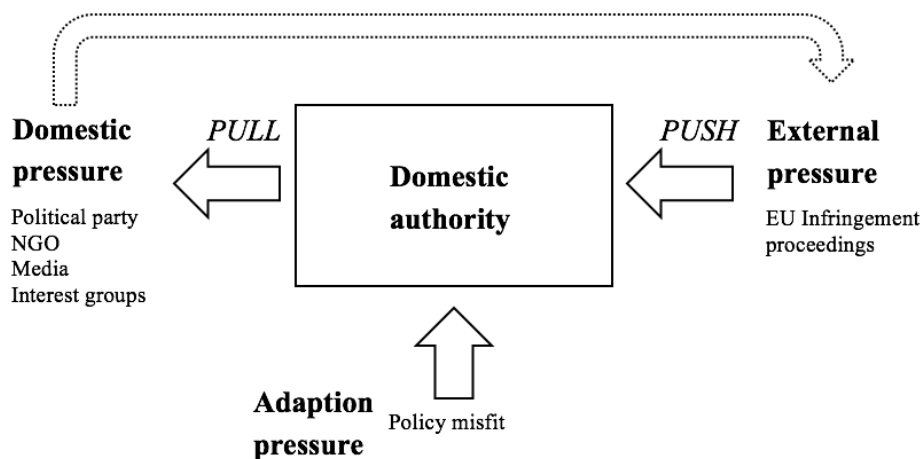 Domestic
pressure
Political party
NGO
Media
Interest groups
PULL
Domestic
authority
PUSH
External
pressure
EU Infringement
proceedings
Adaption
pressure
Policy misfit